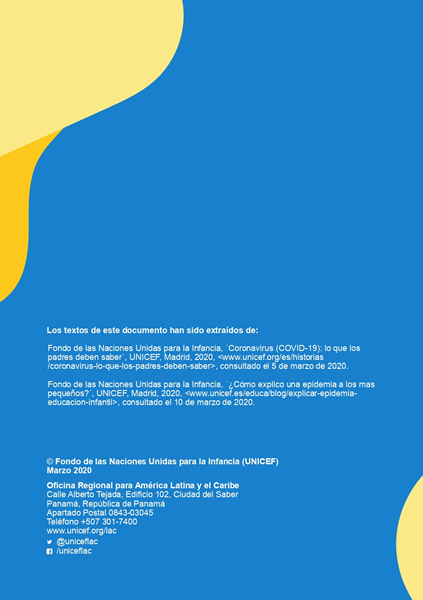 Los textos de este documento han sido extraídos de:
Fondo de las Naciones Unidas para la Infancia, ´Coronavirus (COVID-19): lo que los
padres deben saber´, UNICEF, Madrid, 2020, <www.unicef.org/es/historias
/coronavirus-lo-que-los-padres-deben-saber>, consultado el 5 de marzo de 2020.
Fondo de las Naciones Unidas para la Infancia, ´¿Cómo explico una epidemia a los mas
pequeños?´, UNICEF, Madrid, 2020, <www.unicef.es/educa/blog/explicar-epidemia-
educacion-infantil>, consultado el 10 de marzo de 2020.
© Fondo de las Naciones Unidas para la Infancia (UNICEF)
Marzo 2020
Oficina Regional para América Latina y el Caribe
Calle Alberto Tejada, Edificio 102, Ciudad del Saber
Panamá, República de Panamá
Apartado Postal 0843-03045
Teléfono +507 301-7400
www.unicef.org/lac
@uniceflac
/uniceflac